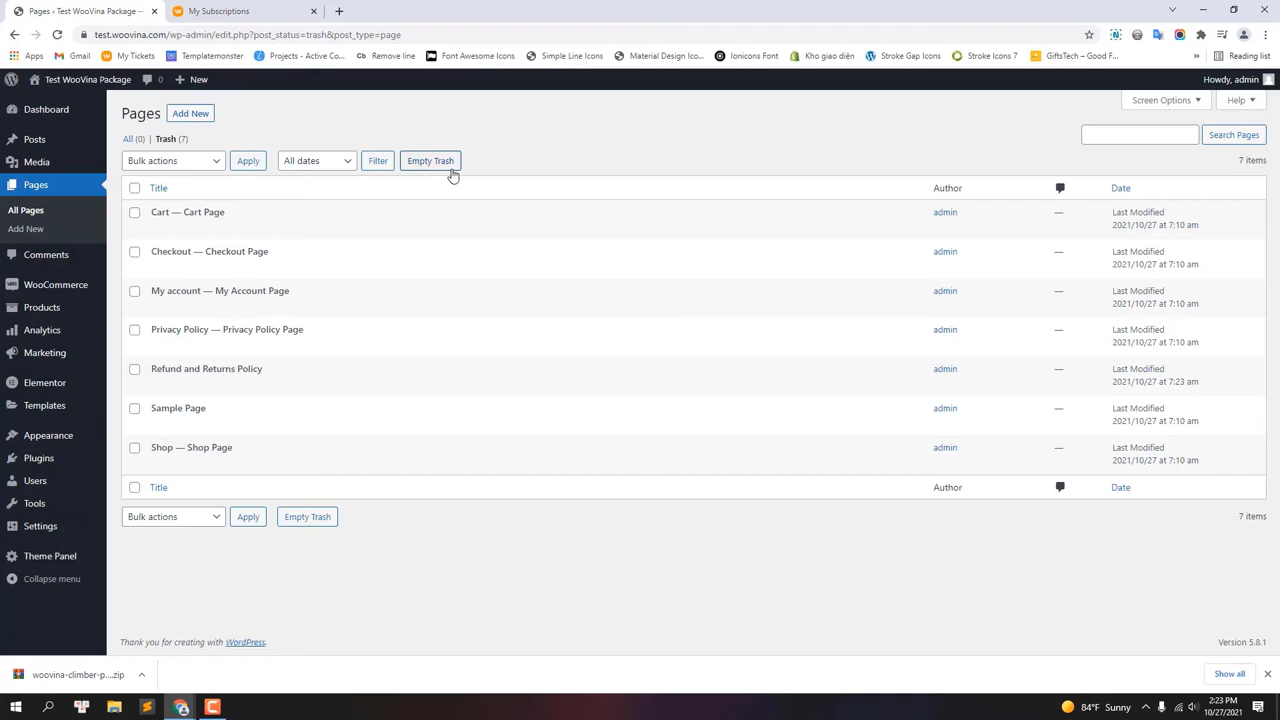 Pages ‹ Test WooVina Package — W
My Subscriptions
test.woovina.com/wp-admin/edit.php?post_status=trash&post_type=page
Apps
My Tickets
Templatemonster
Projects - Active Co...
Remove line
Font Awesome Icons
Simple Line Icons
Material Design Ico...
Ionicons Font
Kho giao diện
Stroke Gap Icons
Stroke Icons 7
GiftsTech – Good F...
Reading list
Test WooVina Package
0
New
Howdy, admin
Dashboard
Posts
Media
Pages
All Pages
Add New
Comments
WooCommerce
Products
Analytics
Marketing
Elementor
Templates
Appearance
Plugins
Users
Tools
Settings
Theme Panel
Collapse menu
Screen Options
Help
Pages
Add New
All (0) | Trash (7)
Search Pages
Bulk actions
Apply
All dates
Filter
Empty Trash
7 items
Title
Author
Date
Cart — Cart Page
admin
—
Last Modified
2021/10/27 at 7:10 am
Checkout — Checkout Page
admin
—
Last Modified
2021/10/27 at 7:10 am
My account — My Account Page
admin
—
Last Modified
2021/10/27 at 7:10 am
Privacy Policy — Privacy Policy Page
admin
—
Last Modified
2021/10/27 at 7:10 am
Refund and Returns Policy
admin
—
Last Modified
2021/10/27 at 7:23 am
Sample Page
admin
—
Last Modified
2021/10/27 at 7:10 am
Shop — Shop Page
admin
—
Last Modified
2021/10/27 at 7:10 am
Title
Author
Date
Bulk actions
Apply
Empty Trash
7 items
Thank you for creating with WordPress.
Version 5.8.1
woovina-climber-p....zip
Show all
84°F Sunny
2:23 PM
10/27/2021